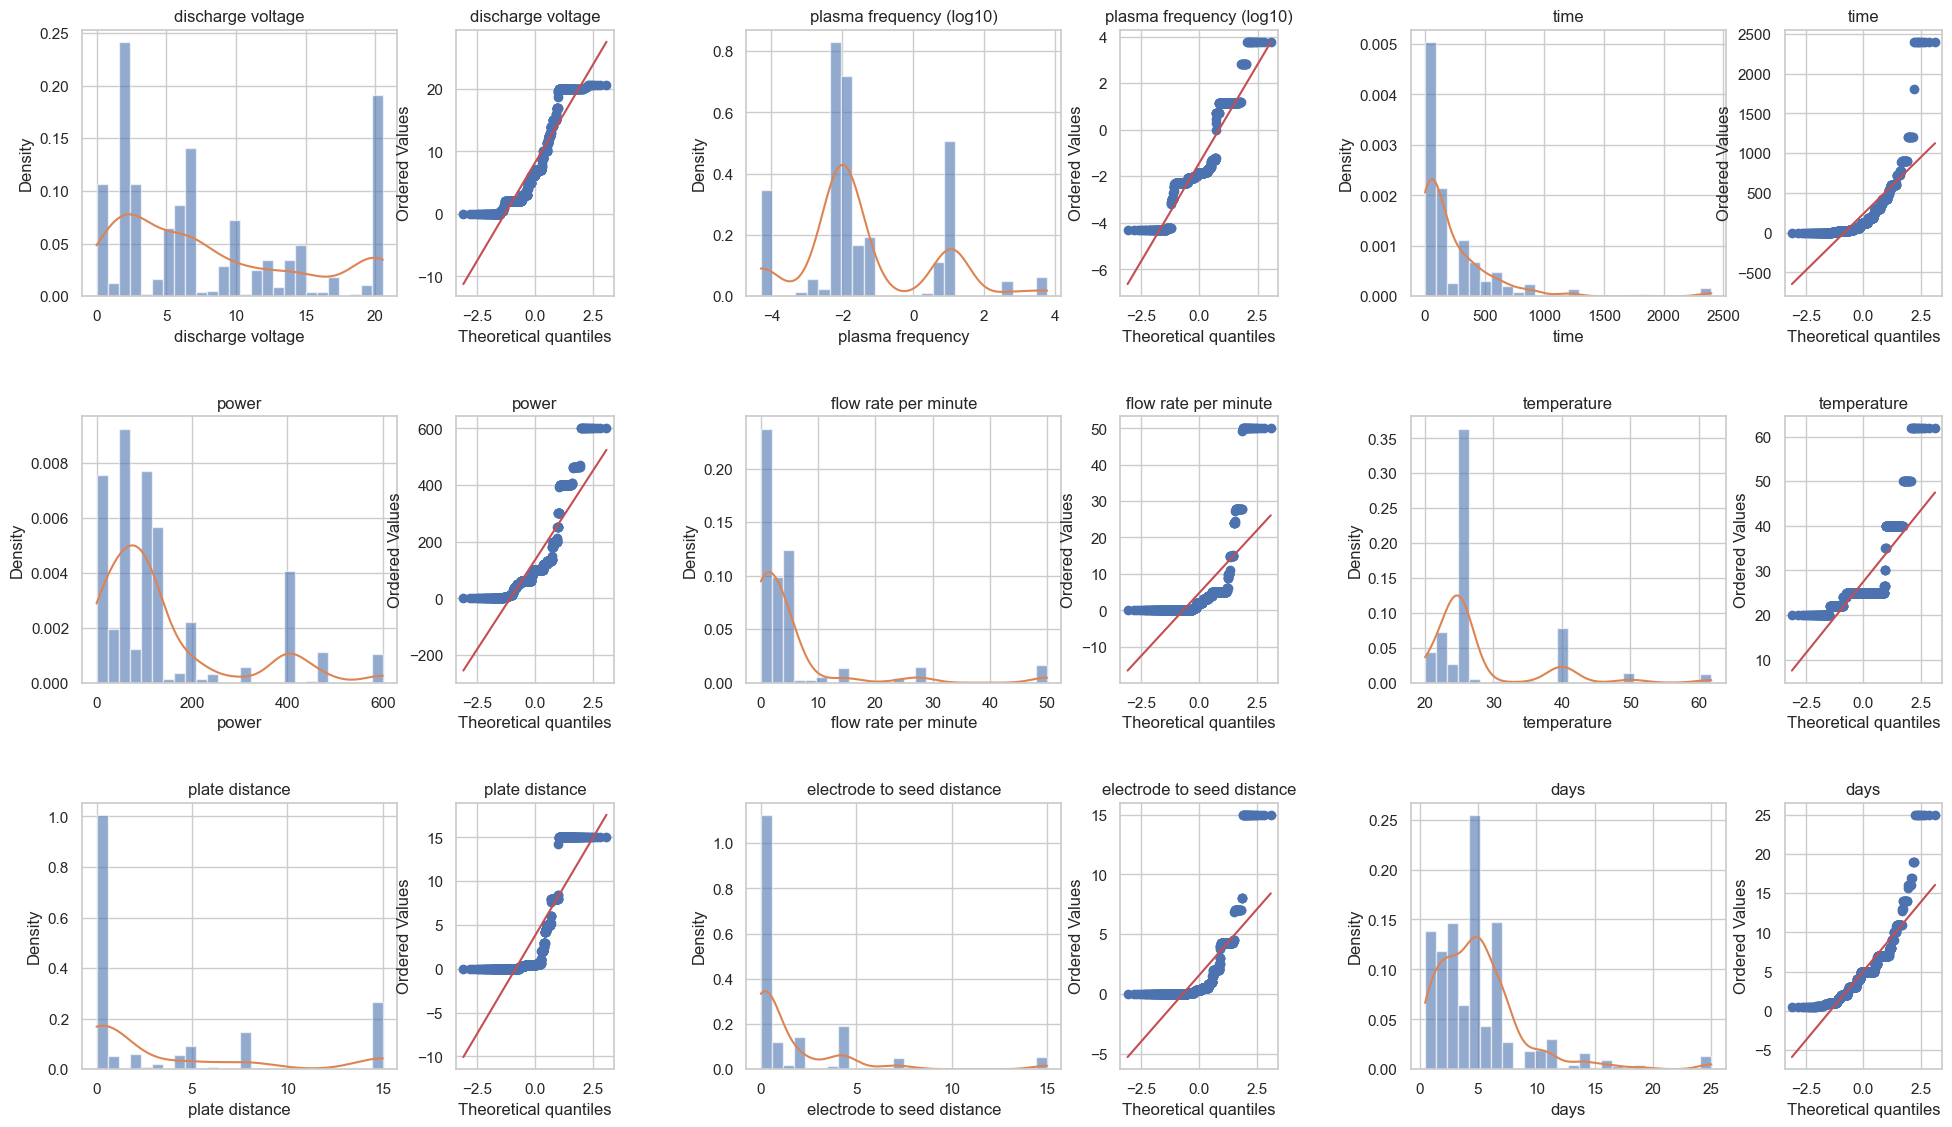 discharge voltage
0.25
0.20
0.15
0.10
0.05
0.00
Density
0 5 10 15 20
discharge voltage
discharge voltage
20
10
0
−10
Ordered Values
−2.5 0.0 2.5
Theoretical quantiles
plasma frequency (log10)
0.8
0.6
0.4
0.2
0.0
Density
−4 −2 0 2 4
plasma frequency
plasma frequency (log10)
4
2
0
−2
−4
−6
Ordered Values
−2.5 0.0 2.5
Theoretical quantiles
time
0.005
0.004
0.003
0.002
0.001
0.000
Density
0 500 1000 1500 2000 2500
time
time
2500
2000
1500
1000
500
0
−500
Ordered Values
−2.5 0.0 2.5
Theoretical quantiles
power
0.008
0.006
0.004
0.002
0.000
Density
0 200 400 600
power
power
600
400
200
0
−200
Ordered Values
−2.5 0.0 2.5
Theoretical quantiles
flow rate per minute
0.20
0.15
0.10
0.05
0.00
Density
0 10 20 30 40 50
flow rate per minute
flow rate per minute
50
40
30
20
10
0
−10
Ordered Values
−2.5 0.0 2.5
Theoretical quantiles
temperature
0.35
0.30
0.25
0.20
0.15
0.10
0.05
0.00
Density
20 30 40 50 60
temperature
temperature
60
50
40
30
20
10
Ordered Values
−2.5 0.0 2.5
Theoretical quantiles
plate distance
1.0
0.8
0.6
0.4
0.2
0.0
Density
0 5 10 15
plate distance
plate distance
15
10
5
0
−5
−10
Ordered Values
−2.5 0.0 2.5
Theoretical quantiles
electrode to seed distance
1.0
0.8
0.6
0.4
0.2
0.0
Density
0 5 10 15
electrode to seed distance
electrode to seed distance
15
10
5
0
−5
Ordered Values
−2.5 0.0 2.5
Theoretical quantiles
days
0.25
0.20
0.15
0.10
0.05
0.00
Density
0 5 10 15 20 25
days
days
25
20
15
10
5
0
−5
Ordered Values
−2.5 0.0 2.5
Theoretical quantiles